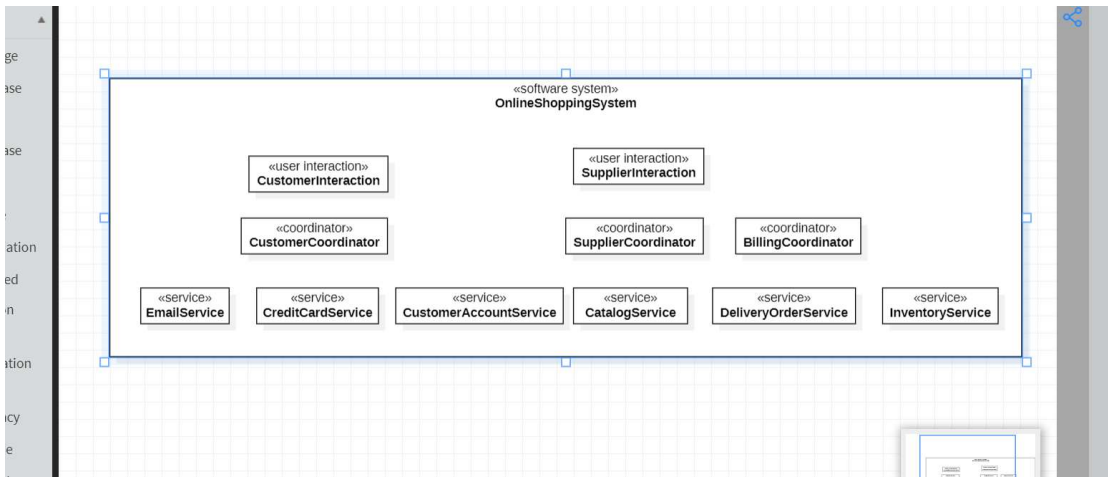 ge
ase
ase
ation
ed
n
ation
ncy
e
«software system»
OnlineShoppingSystem
«user interaction»
CustomerInteraction
«user interaction»
SupplierInteraction
«coordinator»
CustomerCoordinator
«coordinator»
SupplierCoordinator
«coordinator»
BillingCoordinator
«service»
EmailService
«service»
CreditCardService
«service»
CustomerAccountService
«service»
CatalogService
«service»
DeliveryOrderService
«service»
InventoryService